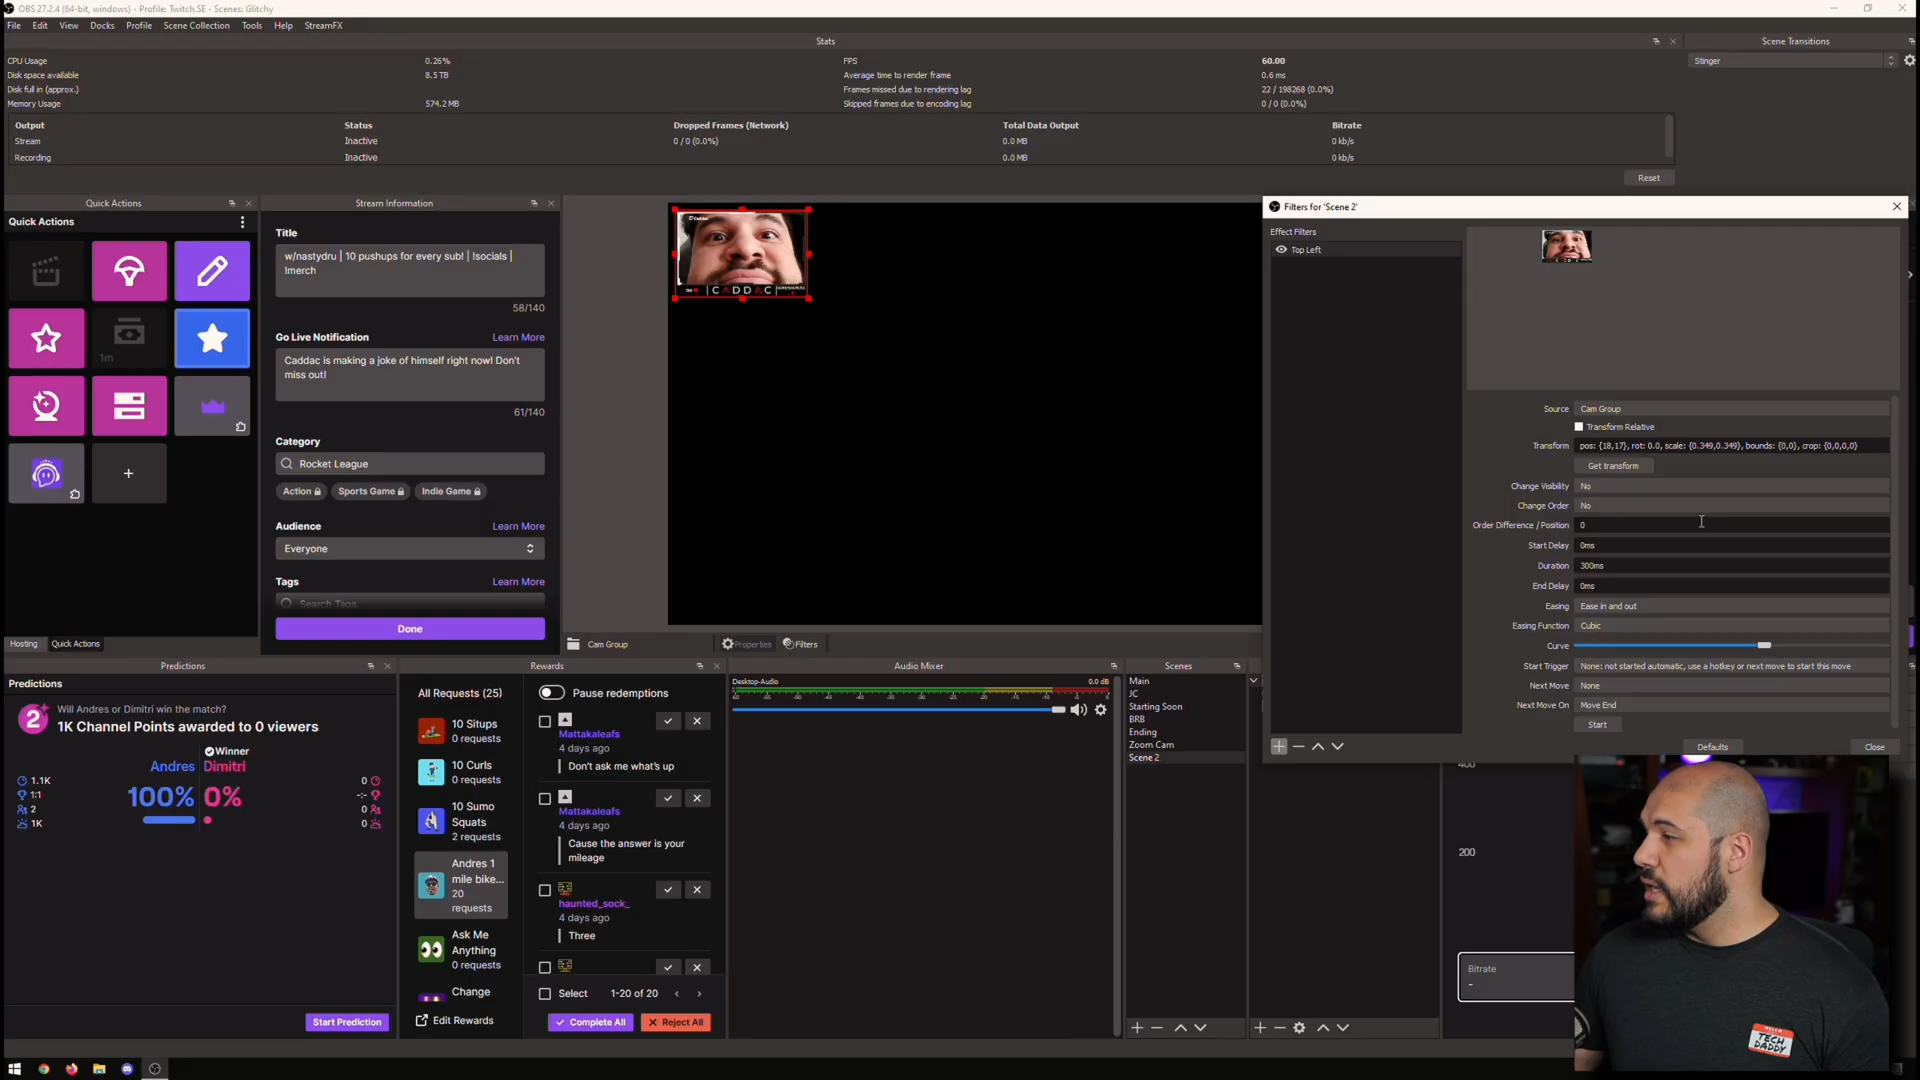 OBS 27.2.4 (64-bit, windows) - Profile: Twitch.SE - Scenes: Glitchy
File Edit View Docks Profile Scene Collection Tools Help StreamFX
Stats
Scene Transitions
CPU Usage 0.26% FPS 60.00
Stinger
Disk space available 8.5 TB Average time to render frame 0.6 ms
Disk full in (approx.) Frames missed due to rendering lag 22 / 198268 (0.0%)
Memory Usage 574.2 MB Skipped frames due to encoding lag 0 / 0 (0.0%)
Output Status Dropped Frames (Network) Total Data Output Bitrate
Stream Inactive 0 / 0 (0.0%) 0.0 MB 0 kb/s
Recording Inactive 0.0 MB 0 kb/s
Reset
Quick Actions
Quick Actions
1m
Hosting Quick Actions
Stream Information
Title
w/nastydru | 10 pushups for every sub! | !socials |
!merch
58/140
Go Live Notification Learn More
Caddac is making a joke of himself right now! Don't
miss out!
61/140
Category
Rocket League
Action Sports Game Indie Game
Audience Learn More
Everyone
Tags Learn More
Search Tags
Done
CADDAC
Cam Group Properties Filters
Filters for 'Scene 2'
Effect Filters
Top Left
CADDAC
Source Cam Group
Transform Relative
Transform pos: {18,17}, rot: 0.0, scale: {0.349,0.349}, bounds: {0,0}, crop: {0,0,0,0}
Get transform
Change Visibility No
Change Order No
Order Difference / Position 0
Start Delay 0ms
Duration 300ms
End Delay 0ms
Easing Ease in and out
Easing Function Cubic
Curve
Start Trigger None: not started automatic, use a hotkey or next move to start this move
Next Move None
Next Move On Move End
Start
Defaults Close
Predictions
Predictions
2
Will Andres or Dimitri win the match?
1K Channel Points awarded to 0 viewers
Winner
Andres Dimitri
1.1K 0
1:1 100% 0% -:-
2 0
1K 0
Start Prediction
Rewards
All Requests (25)
10 Situps
0 requests
10 Curls
0 requests
10 Sumo
Squats
2 requests
Andres 1
mile bike...
20
requests
Ask Me
Anything
0 requests
Change
Edit Rewards
Pause redemptions
Mattakaleafs
4 days ago
Don't ask me what's up
Mattakaleafs
4 days ago
Cause the answer is your
mileage
haunted_sock_
4 days ago
Three
Select 1-20 of 20
Complete All Reject All
Audio Mixer
Desktop-Audio 0.0 dB
Scenes
Main
JC
Starting Soon
BRB
Ending
Zoom Cam
Scene 2
400
200
Bitrate
-
HELLO
TECH
DADDY